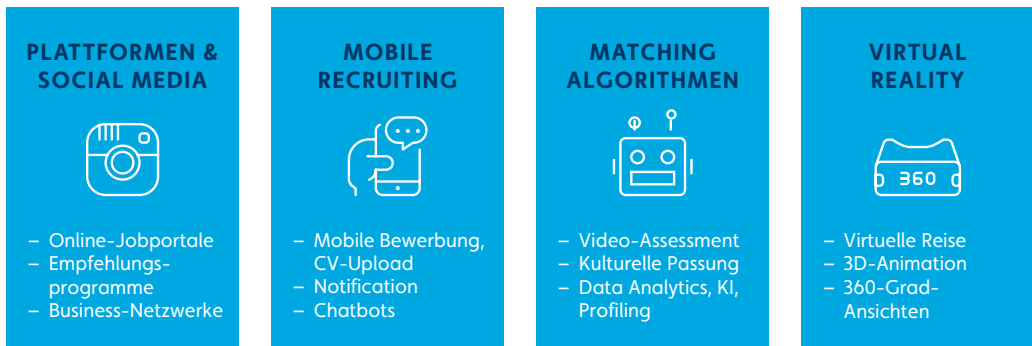 PLATTFORMEN &
SOCIAL MEDIA
– Online-Jobportale
– Empfehlungs-
programme
– Business-Netzwerke
MOBILE
RECRUITING
– Mobile Bewerbung,
CV-Upload
– Notification
– Chatbots
MATCHING
ALGORITHMEN
– Video-Assessment
– Kulturelle Passung
– Data Analytics, KI,
Profiling
VIRTUAL
REALITY
360
– Virtuelle Reise
– 3D-Animation
– 360-Grad-
Ansichten